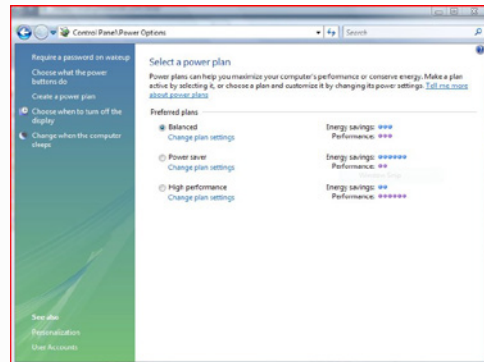 Control Panel Power Options
Search
Require a password on wakeup
Choose what the power
buttons do
Create a power plan
Choose when to turn off the
display
Change when the computer
sleeps
See also
Personalization
User Accounts
Select a power plan
Power plans can help you maximize your computer's performance or conserve energy. Make a plan
active by selecting it, or choose a plan and customize it by changing its power settings. Tell me more
about power plans
Preferred plans
Balanced Energy savings:
Change plan settings Performance:
Power saver Energy savings:
Change plan settings Performance:
High performance Energy savings:
Change plan settings Performance: